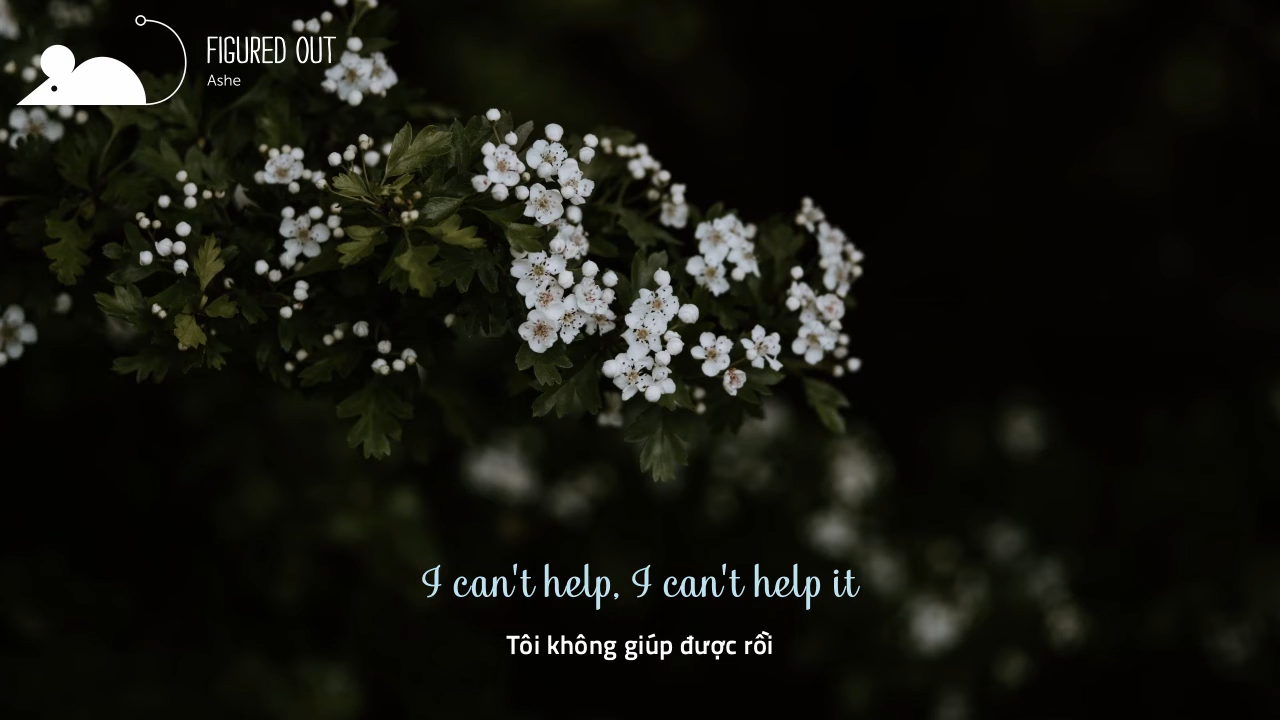 FIGURED OUT
Ashe
I can't help, I can't help it
Tôi không giúp được rồi